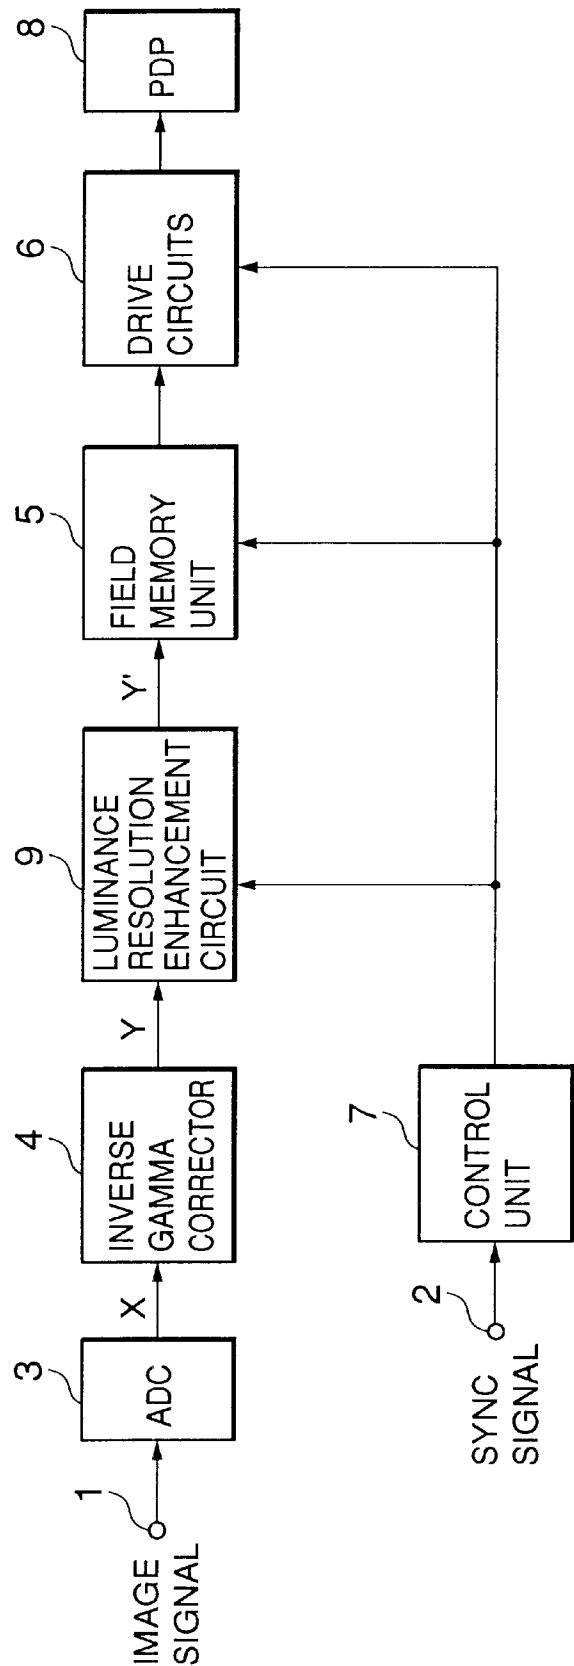 1
IMAGE
SIGNAL
3
ADC
X
4
INVERSE
GAMMA
CORRECTOR
Y
9
LUMINANCE
RESOLUTION
ENHANCEMENT
CIRCUIT
Y'
5
FIELD
MEMORY
UNIT
6
DRIVE
CIRCUITS
8
PDP
2
SYNC
SIGNAL
7
CONTROL
UNIT